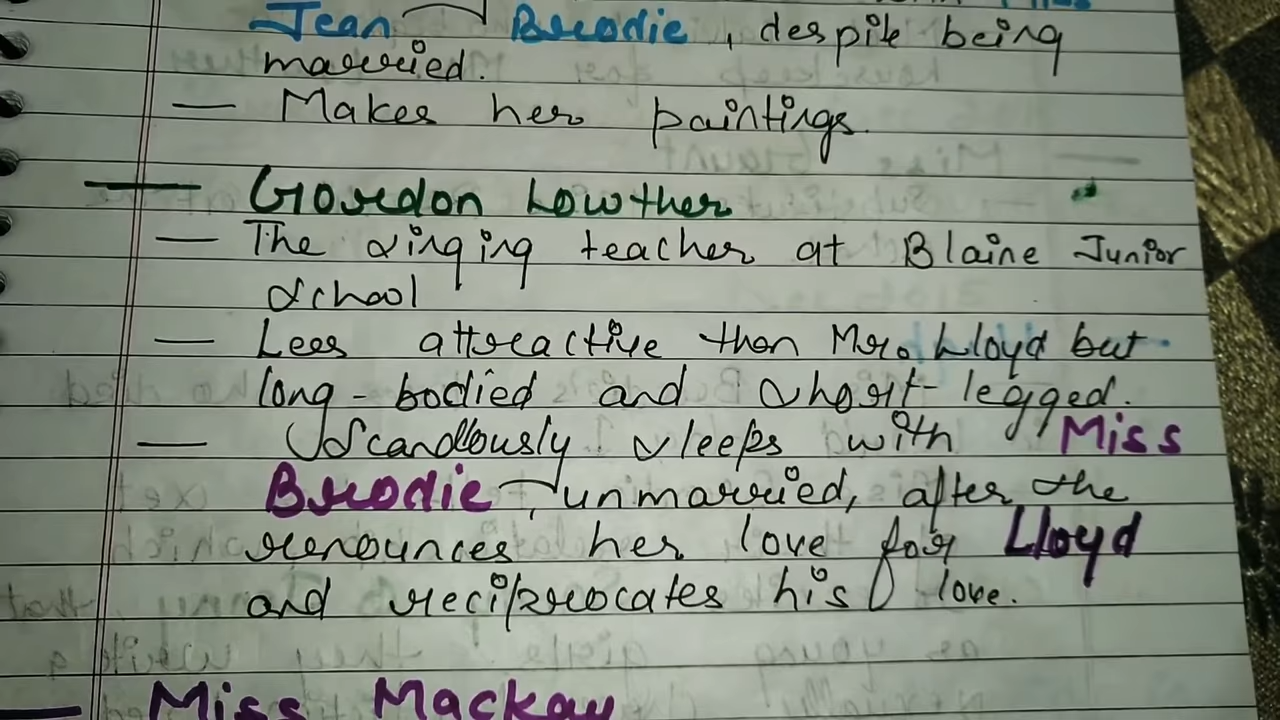 Jean Brodie, despite being
married.
— Makes her paintings.
— Gordon Lowther
— The singing teacher at Blaine Junior
School
— Less attractive than Mr. Lloyd but
long-bodied and short-legged.
— Scandlously sleeps with Miss
Brodie, unmarried, after she
renounces her love for Lloyd
and reciprocates his love.
— Miss Mackay